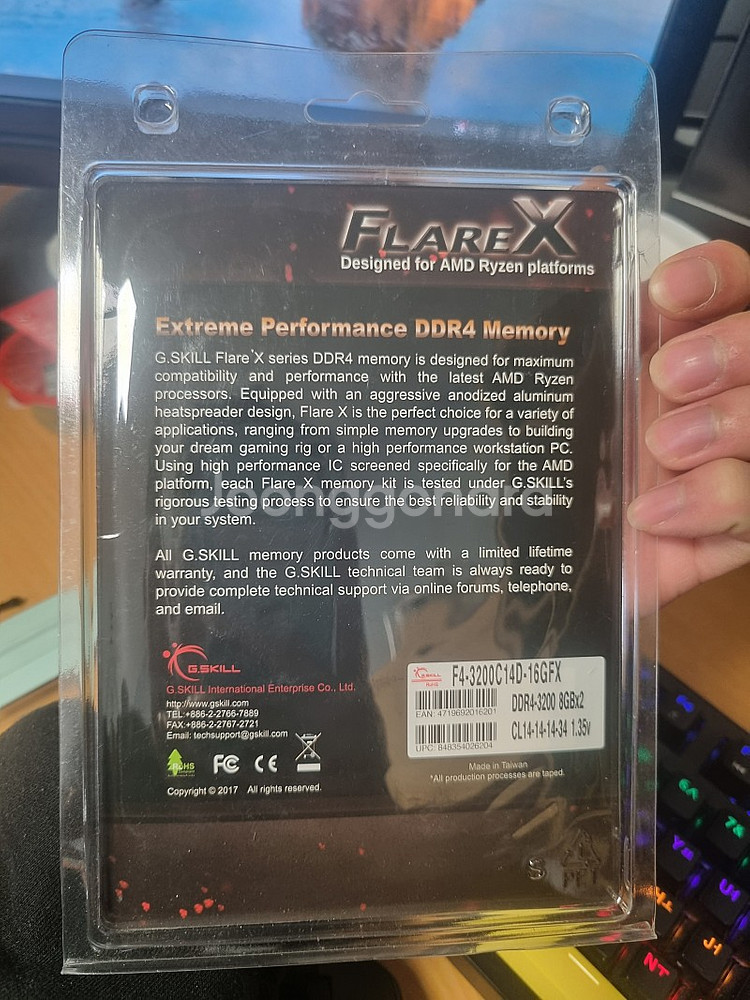 FLARE X
Designed for AMD Ryzen platforms
Extreme Performance DDR4 Memory
G.SKILL Flare X series DDR4 memory is designed for maximum
compatibility and performance with the latest AMD Ryzen
processors. Equipped with an aggressive anodized aluminum
heatspreader design, Flare X is the perfect choice for a variety of
applications, ranging from simple memory upgrades to building
your dream gaming rig or a high performance workstation PC.
Using high performance IC screened specifically for the AMD
platform, each Flare X memory kit is tested under G.SKILL's
rigorous testing process to ensure the best reliability and stability
in your system.
Joonggonara
All G.SKILL memory products come with a limited lifetime
warranty, and the G.SKILL technical team is always ready to
provide complete technical support via online forums, telephone,
and email.
G.SKILL
G.SKILL International Enterprise Co., Ltd.
http://www.gskill.com
TEL:+886-2-2766-7889
FAX:+886-2-2767-2721
Email: techsupport@gskill.com
RoHS
FC CE
Copyright © 2017 All rights reserved.
G.SKILL
F4-3200C14D-16GFX
DDR4-3200 8GBx2
EAN: 4719692016201
CL14-14-14-34 1.35v
UPC: 848354026204
Made in Taiwan
*All production processes are taped.
S
6
7